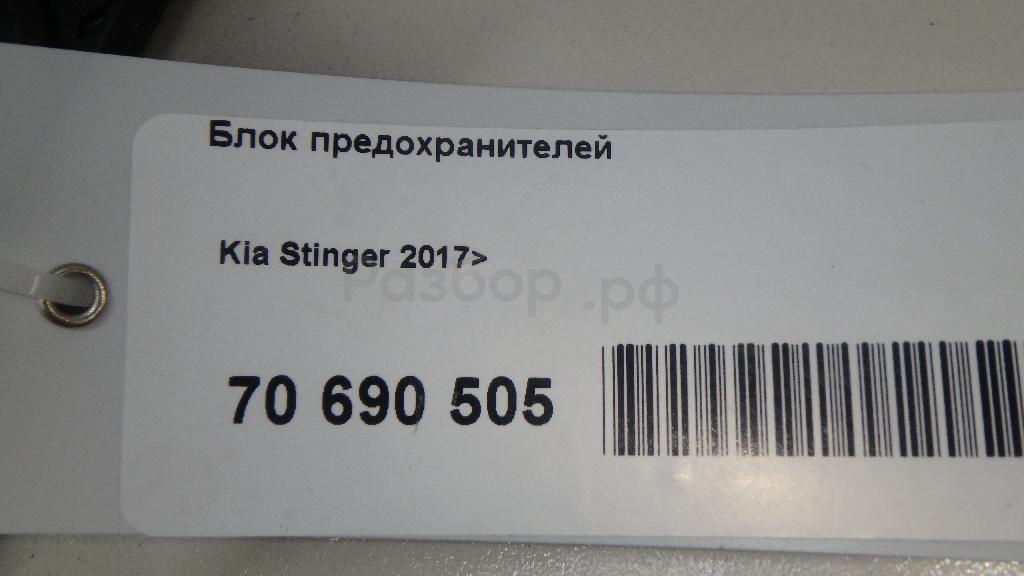 Блок предохранителей
Kia Stinger 2017>
Разбор.рф
70 690 505